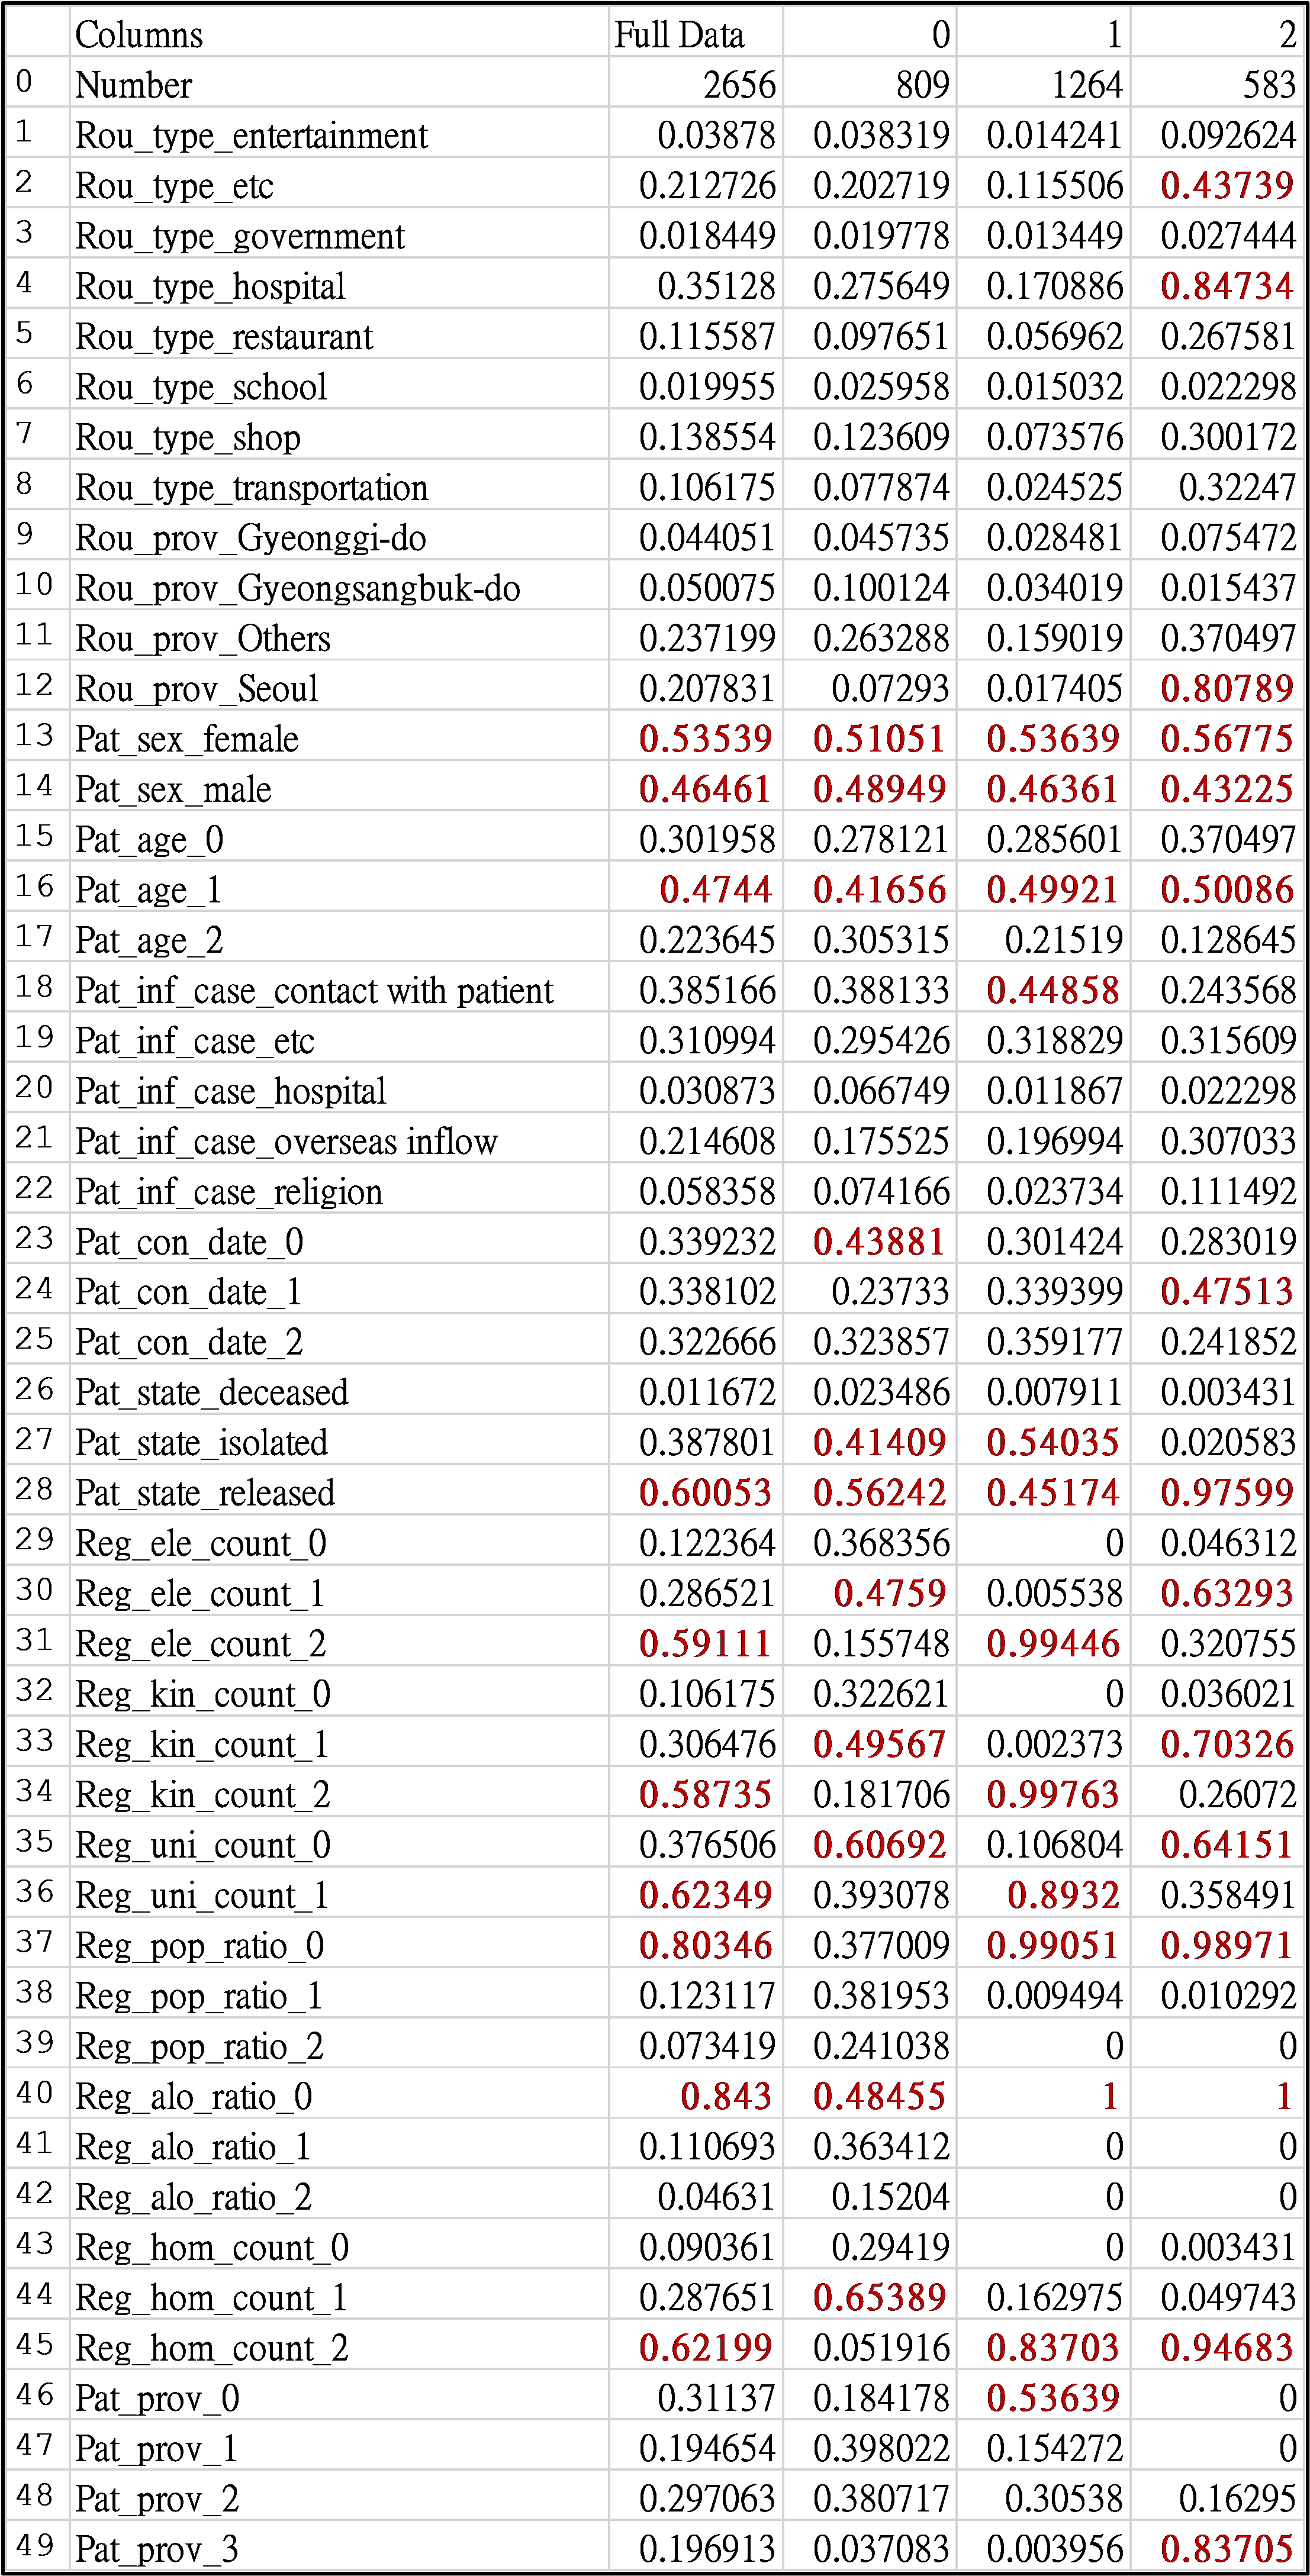 Columns Full Data 0 1 2
0 Number 2656 809 1264 583
1 Rou_type_entertainment 0.03878 0.038319 0.014241 0.092624
2 Rou_type_etc 0.212726 0.202719 0.115506 0.43739
3 Rou_type_government 0.018449 0.019778 0.013449 0.027444
4 Rou_type_hospital 0.35128 0.275649 0.170886 0.84734
5 Rou_type_restaurant 0.115587 0.097651 0.056962 0.267581
6 Rou_type_school 0.019955 0.025958 0.015032 0.022298
7 Rou_type_shop 0.138554 0.123609 0.073576 0.300172
8 Rou_type_transportation 0.106175 0.077874 0.024525 0.32247
9 Rou_prov_Gyeonggi-do 0.044051 0.045735 0.028481 0.075472
10 Rou_prov_Gyeongsangbuk-do 0.050075 0.100124 0.034019 0.015437
11 Rou_prov_Others 0.237199 0.263288 0.159019 0.370497
12 Rou_prov_Seoul 0.207831 0.07293 0.017405 0.80789
13 Pat_sex_female 0.53539 0.51051 0.53639 0.56775
14 Pat_sex_male 0.46461 0.48949 0.46361 0.43225
15 Pat_age_0 0.301958 0.278121 0.285601 0.370497
16 Pat_age_1 0.4744 0.41656 0.49921 0.50086
17 Pat_age_2 0.223645 0.305315 0.21519 0.128645
18 Pat_inf_case_contact with patient 0.385166 0.388133 0.44858 0.243568
19 Pat_inf_case_etc 0.310994 0.295426 0.318829 0.315609
20 Pat_inf_case_hospital 0.030873 0.066749 0.011867 0.022298
21 Pat_inf_case_overseas inflow 0.214608 0.175525 0.196994 0.307033
22 Pat_inf_case_religion 0.058358 0.074166 0.023734 0.111492
23 Pat_con_date_0 0.339232 0.43881 0.301424 0.283019
24 Pat_con_date_1 0.338102 0.23733 0.339399 0.47513
25 Pat_con_date_2 0.322666 0.323857 0.359177 0.241852
26 Pat_state_deceased 0.011672 0.023486 0.007911 0.003431
27 Pat_state_isolated 0.387801 0.41409 0.54035 0.020583
28 Pat_state_released 0.60053 0.56242 0.45174 0.97599
29 Reg_ele_count_0 0.122364 0.368356 0 0.046312
30 Reg_ele_count_1 0.286521 0.4759 0.005538 0.63293
31 Reg_ele_count_2 0.59111 0.155748 0.99446 0.320755
32 Reg_kin_count_0 0.106175 0.322621 0 0.036021
33 Reg_kin_count_1 0.306476 0.49567 0.002373 0.70326
34 Reg_kin_count_2 0.58735 0.181706 0.99763 0.26072
35 Reg_uni_count_0 0.376506 0.60692 0.106804 0.64151
36 Reg_uni_count_1 0.62349 0.393078 0.8932 0.358491
37 Reg_pop_ratio_0 0.80346 0.377009 0.99051 0.98971
38 Reg_pop_ratio_1 0.123117 0.381953 0.009494 0.010292
39 Reg_pop_ratio_2 0.073419 0.241038 0 0
40 Reg_alo_ratio_0 0.843 0.48455 1 1
41 Reg_alo_ratio_1 0.110693 0.363412 0 0
42 Reg_alo_ratio_2 0.04631 0.15204 0 0
43 Reg_hom_count_0 0.090361 0.29419 0 0.003431
44 Reg_hom_count_1 0.287651 0.65389 0.162975 0.049743
45 Reg_hom_count_2 0.62199 0.051916 0.83703 0.94683
46 Pat_prov_0 0.31137 0.184178 0.53639 0
47 Pat_prov_1 0.194654 0.398022 0.154272 0
48 Pat_prov_2 0.297063 0.380717 0.30538 0.16295
49 Pat_prov_3 0.196913 0.037083 0.003956 0.83705